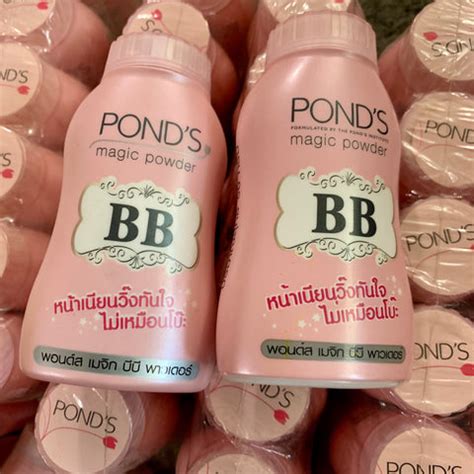 POND'S
magic powder
BB
หน้าเนียนวิ๊งทันใจ
ไม่เหมือนโบ๊ะ
พอนด์ส เมจิก บีบี พาวเดอร์
POND'S
FORMULATED BY THE POND'S INSTITUTE
magic powder
BB
หน้าเนียนวิ๊งทันใจ
ไม่เหมือนโบ๊ะ
พอนด์ส เมจิก บีบี พาวเดอร์
POND'S
POND'S
POND'S
POND'S
POND'S
POND'S